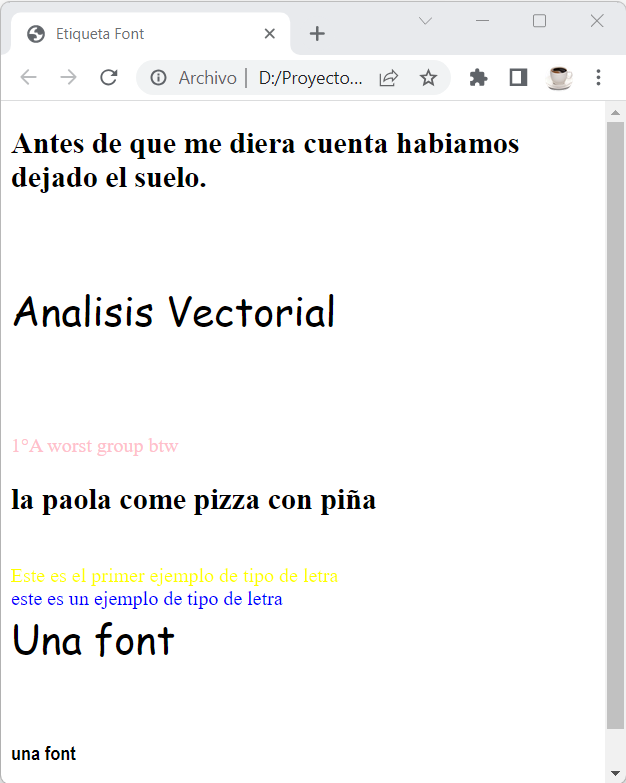 Etiqueta Font
Archivo | D:/Proyecto...
Antes de que me diera cuenta habiamos
dejado el suelo.
Analisis Vectorial
1°A worst group btw
la paola come pizza con piña
Este es el primer ejemplo de tipo de letra
este es un ejemplo de tipo de letra
Una font
una font